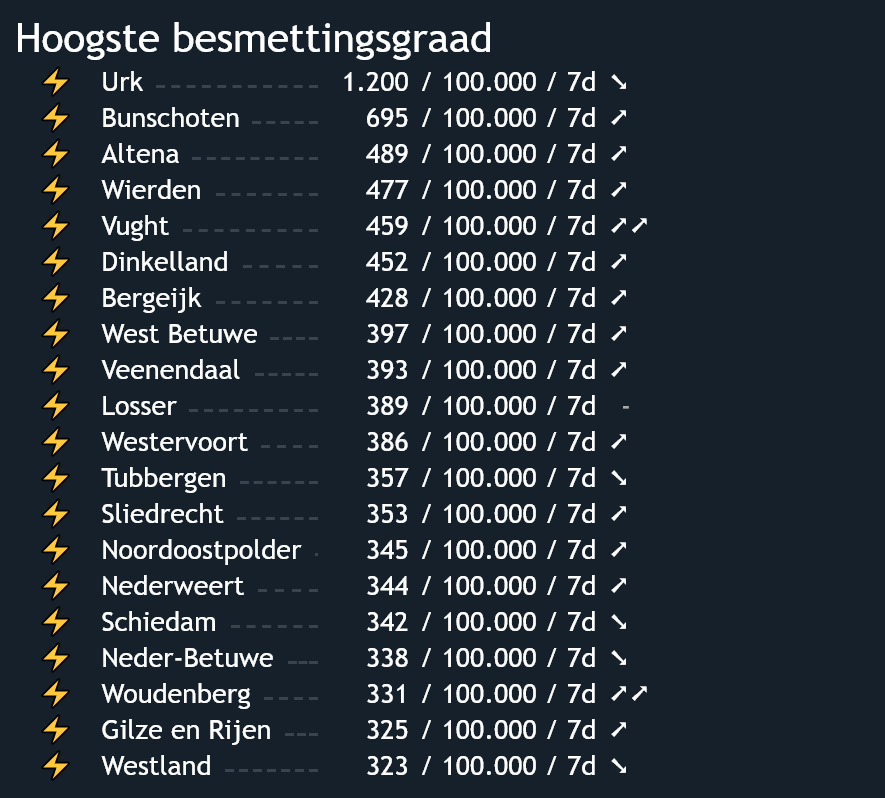 Hoogste besmettingsgraad
⚡ Urk ----------- 1.200 / 100.000 / 7d ➘
⚡ Bunschoten ----- 695 / 100.000 / 7d ➚
⚡ Altena --------- 489 / 100.000 / 7d ➚
⚡ Wierden ------- 477 / 100.000 / 7d ➚
⚡ Vught --------- 459 / 100.000 / 7d ➚➚
⚡ Dinkelland ----- 452 / 100.000 / 7d ➚
⚡ Bergeijk ------- 428 / 100.000 / 7d ➚
⚡ West Betuwe ---- 397 / 100.000 / 7d ➚
⚡ Veenendaal ----- 393 / 100.000 / 7d ➚
⚡ Losser --------- 389 / 100.000 / 7d -
⚡ Westervoort ---- 386 / 100.000 / 7d ➚
⚡ Tubbergen ------ 357 / 100.000 / 7d ➘
⚡ Sliedrecht ------ 353 / 100.000 / 7d ➚
⚡ Noordoostpolder - 345 / 100.000 / 7d ➚
⚡ Nederweert ---- 344 / 100.000 / 7d ➚
⚡ Schiedam ------ 342 / 100.000 / 7d ➘
⚡ Neder-Betuwe --- 338 / 100.000 / 7d ➘
⚡ Woudenberg ---- 331 / 100.000 / 7d ➚➚
⚡ Gilze en Rijen --- 325 / 100.000 / 7d ➚
⚡ Westland ------- 323 / 100.000 / 7d ➘